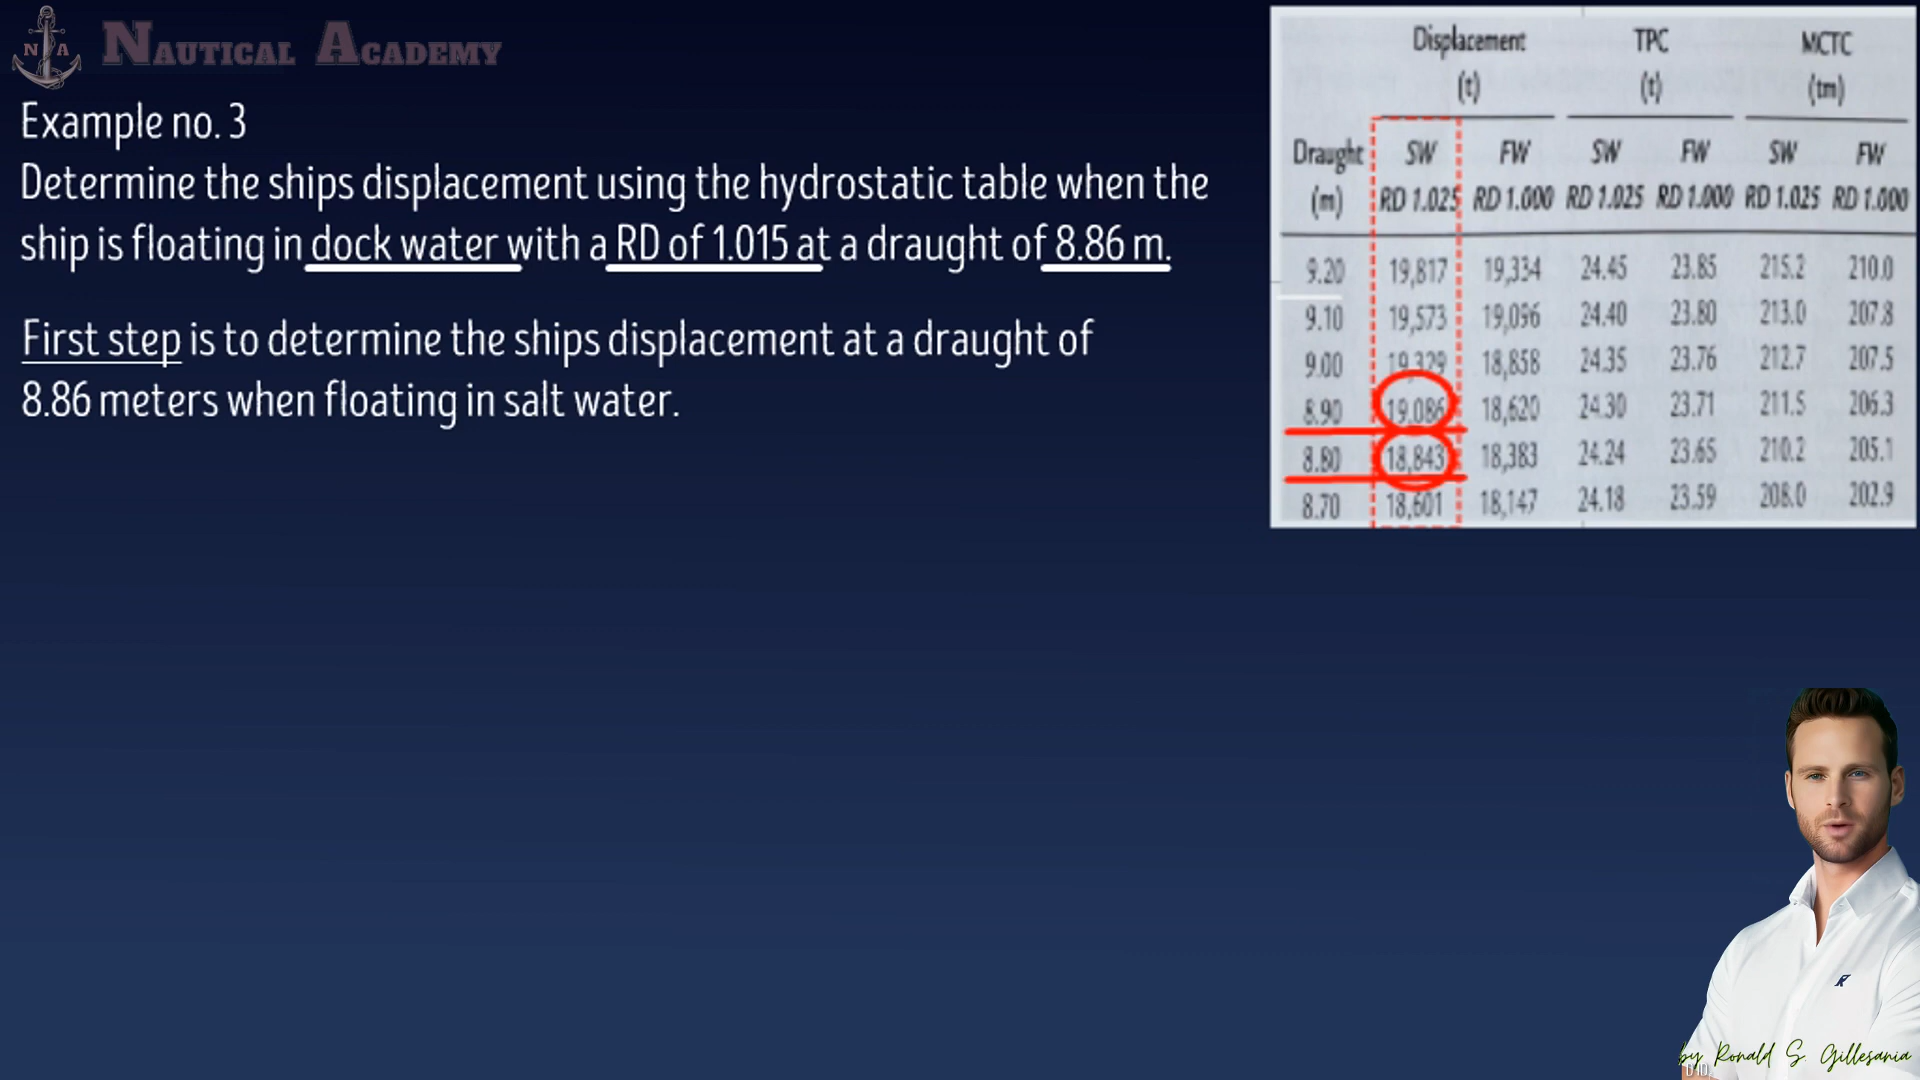 N A NAUTICAL ACADEMY
Example no. 3
Determine the ships displacement using the hydrostatic table when the
ship is floating in dock water with a RD of 1.015 at a draught of 8.86 m.
First step is to determine the ships displacement at a draught of
8.86 meters when floating in salt water.
Displacement TPC MCTC
(t) (t) (tm)
Draught SW FW SW FW SW FW
(m) RD 1.025 RD 1.000 RD 1.025 RD 1.000 RD 1.025 RD 1.000
9.20 19,817 19,334 24.45 23.85 215.2 210.0
9.10 19,573 19,096 24.40 23.80 213.0 207.8
9.00 19,329 18,858 24.35 23.76 212.7 207.5
8.90 19.086 18,620 24.30 23.71 211.5 206.3
8.80 18,843 18,383 24.24 23.65 210.2 205.1
8.70 18,601 18,147 24.18 23.59 208.0 202.9
by Ronald S. Gillesania